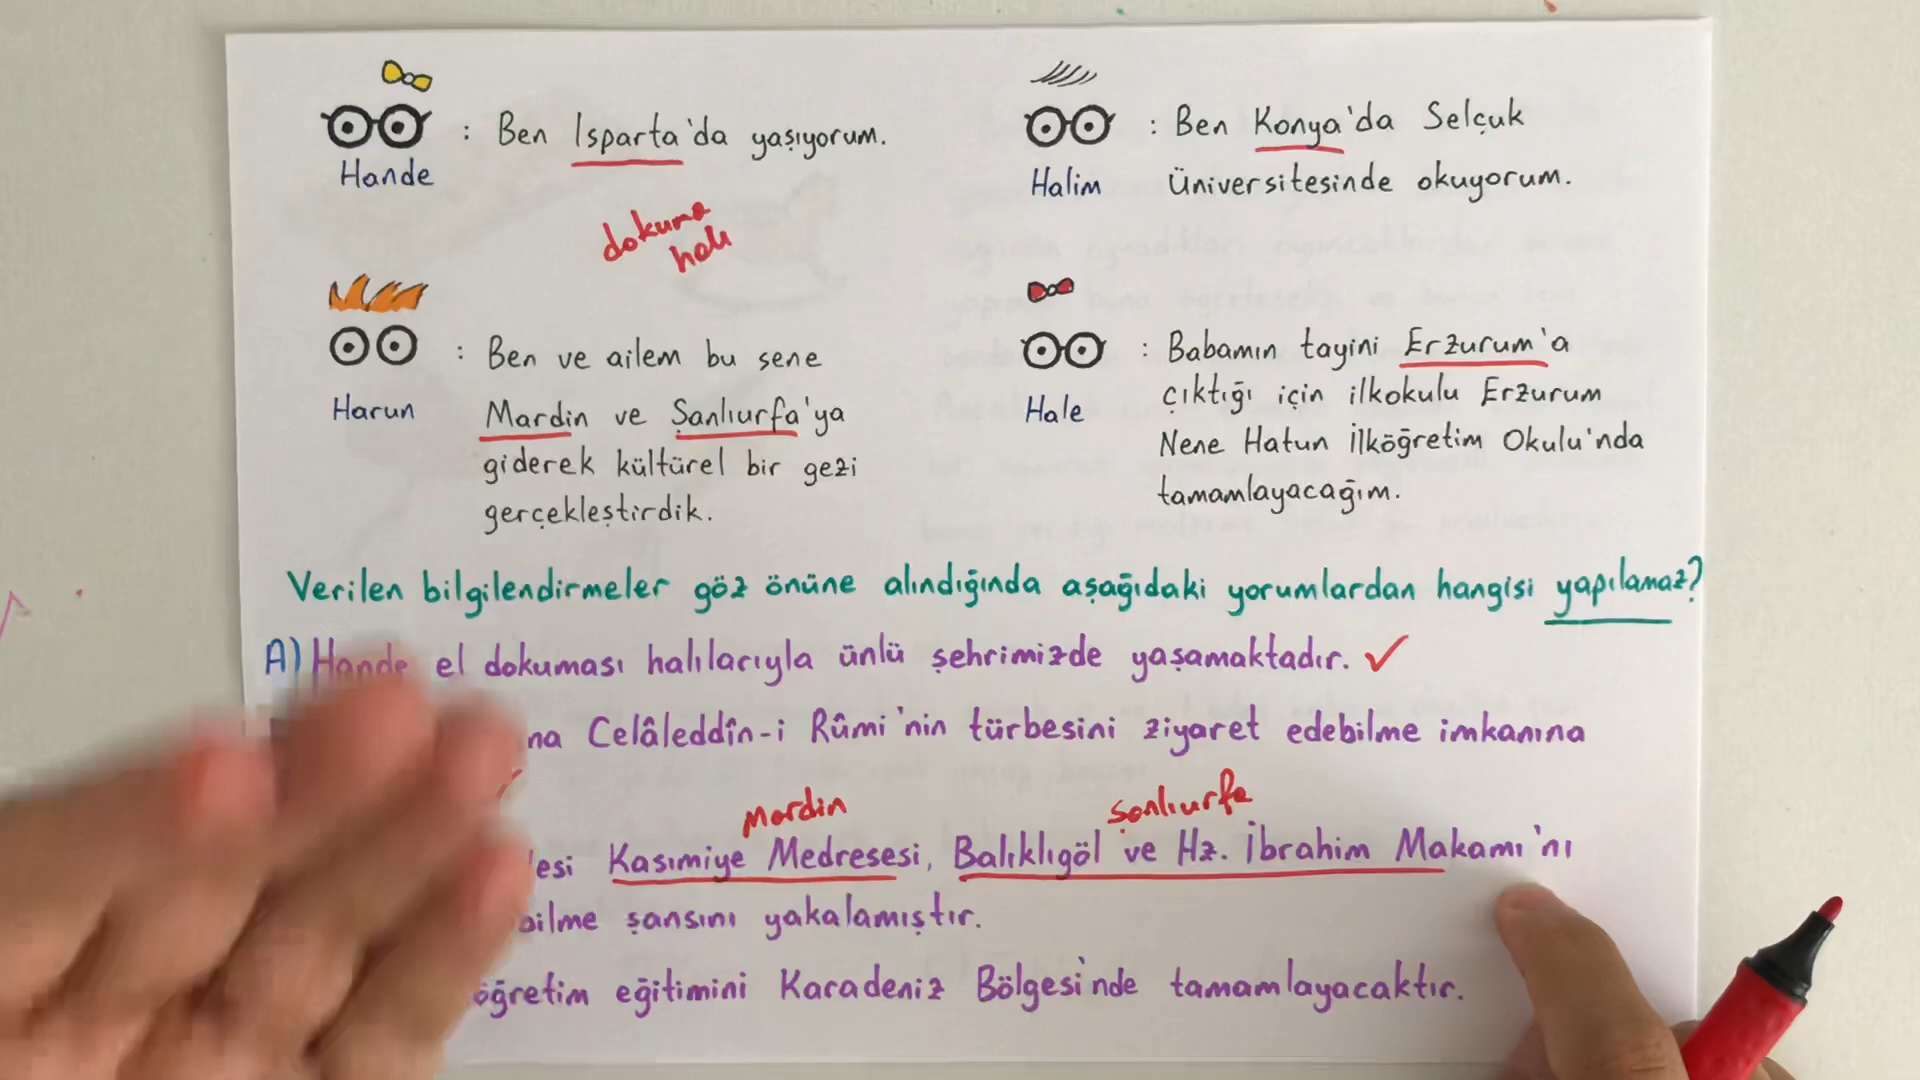 : Ben Isparta'da yaşıyorum.
Hande
dokuma
halı
: Ben Konya'da Selçuk
Halim
Üniversitesinde okuyorum.
: Ben ve ailem bu sene
Harun
Mardin ve Şanlıurfa'ya
giderek kültürel bir gezi
gerçekleştirdik.
: Babamın tayini Erzurum'a
Hale
çıktığı için ilkokulu Erzurum
Nene Hatun İlköğretim Okulu'nda
tamamlayacağım.
Verilen bilgilendirmeler göz önüne alındığında aşağıdaki yorumlardan hangisi yapılamaz?
A) Hande el dokuması halılarıyla ünlü şehrimizde yaşamaktadır. ✓
na Celâleddîn-i Rûmi'nin türbesini ziyaret edebilme imkanına
Mardin
Şanlıurfa
esi Kasımiye Medresesi, Balıklıgöl ve Hz. İbrahim Makamı'nı
bilme şansını yakalamıştır.
öğretim eğitimini Karadeniz Bölgesi'nde tamamlayacaktır.